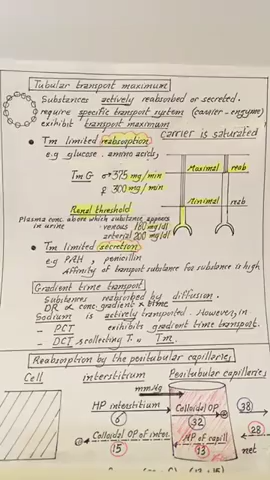 Tubular transport maximum
Substances actively reabsorbed or secreted.
require specific transport system (carrier-enzyme)
exhibit transport maximum
carrier is saturated
• Tm limited reabsorption
e.g glucose. amino acids,
Maximal reab.
TmG ♂ 375 mg/min
♀ 300 mg/min
Renal threshold
Minimal reab.
Plasma conc. above which substance appears
in urine
venous 180 mg/dl
arterial 200 mg/dl
• Tm limited secretion
e.g PAH, penicillin
affinity of transport substance for substance is high
Gradient time transport
Substances reabsorbed by diffusion.
DR α conc. gradient x time
Sodium is actively transported. However, in
- PCT exhibits gradient time transport.
- DCT, collecting T. " Tm.
Reabsorption by the peritubular capillaries
Cell interstitium Peritubular capillaries
mmHg
HP interstitium
6
Colloidal OP
32
38
Colloidal OP of inter.
15
HP of capill
13
28
net